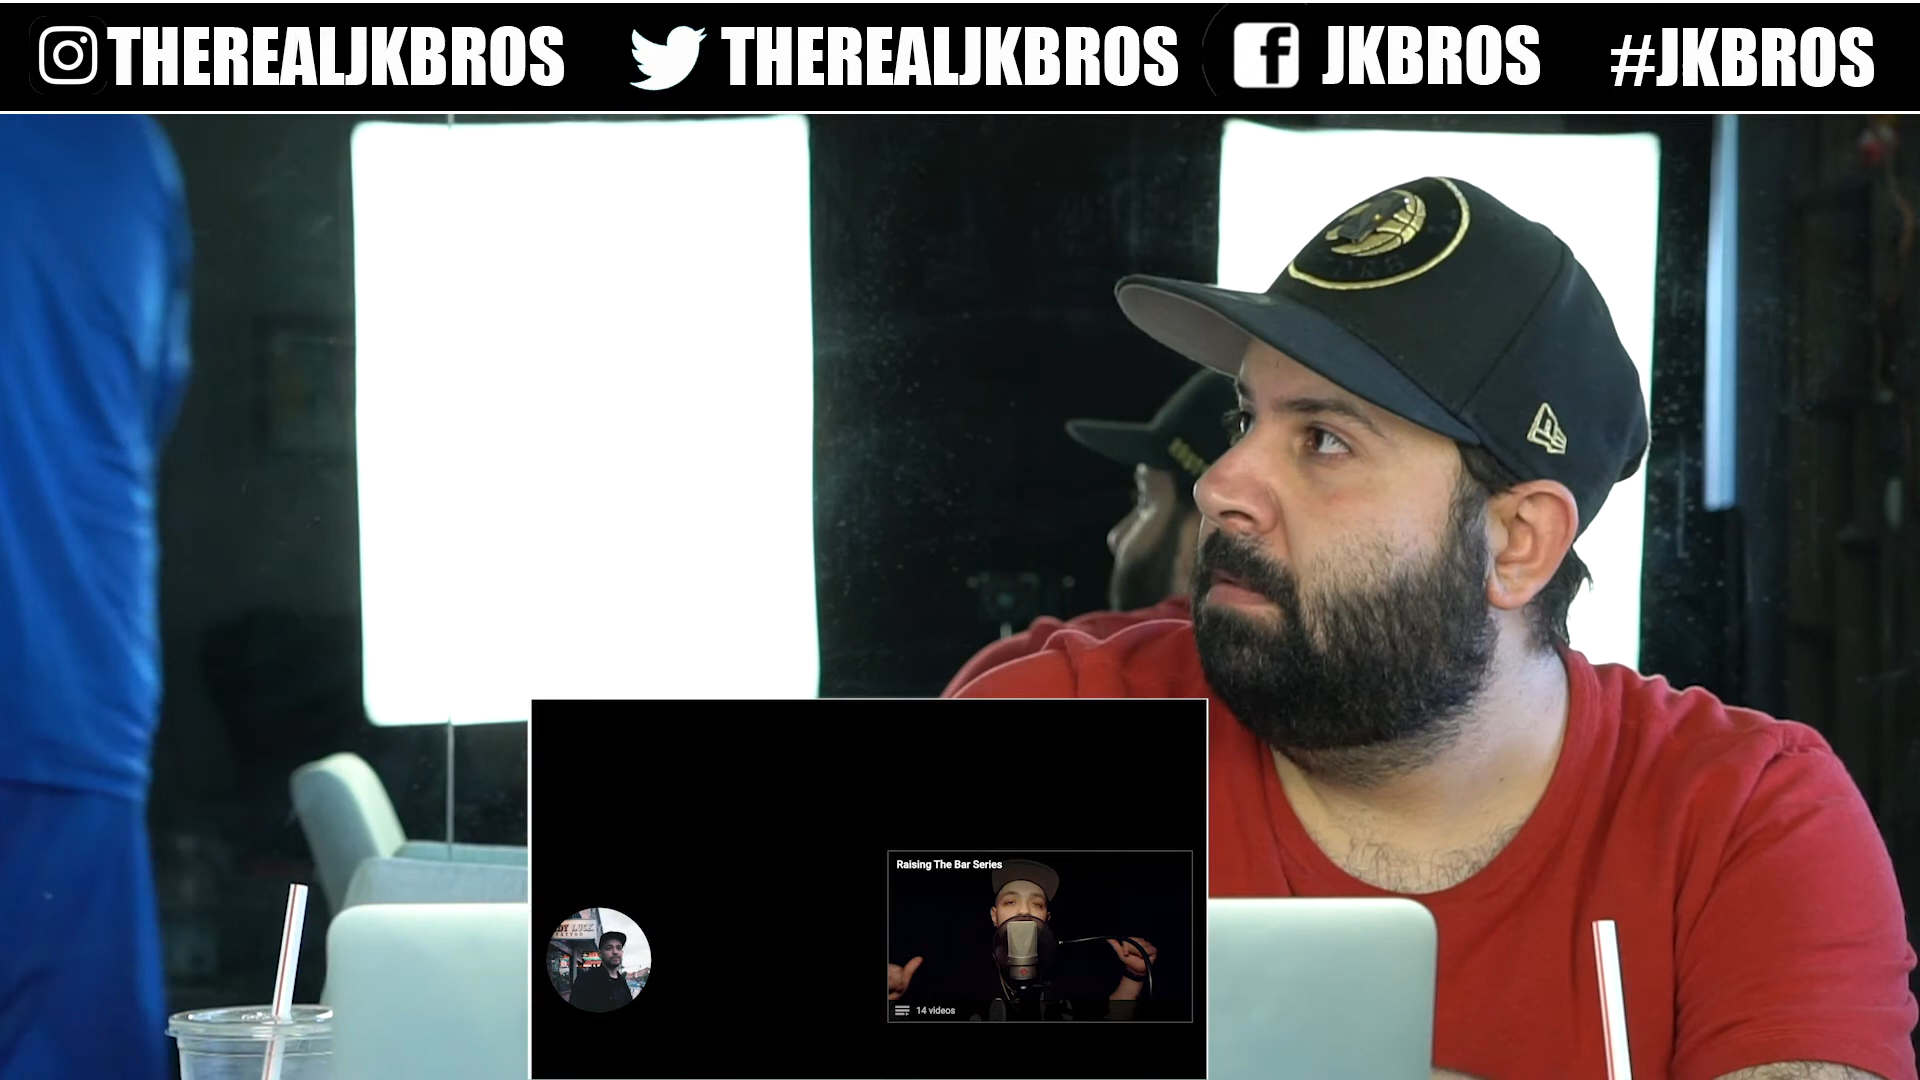 THEREALJKBROS
THEREALJKBROS
JKBROS
#JKBROS
Raising The Bar Series
14 videos